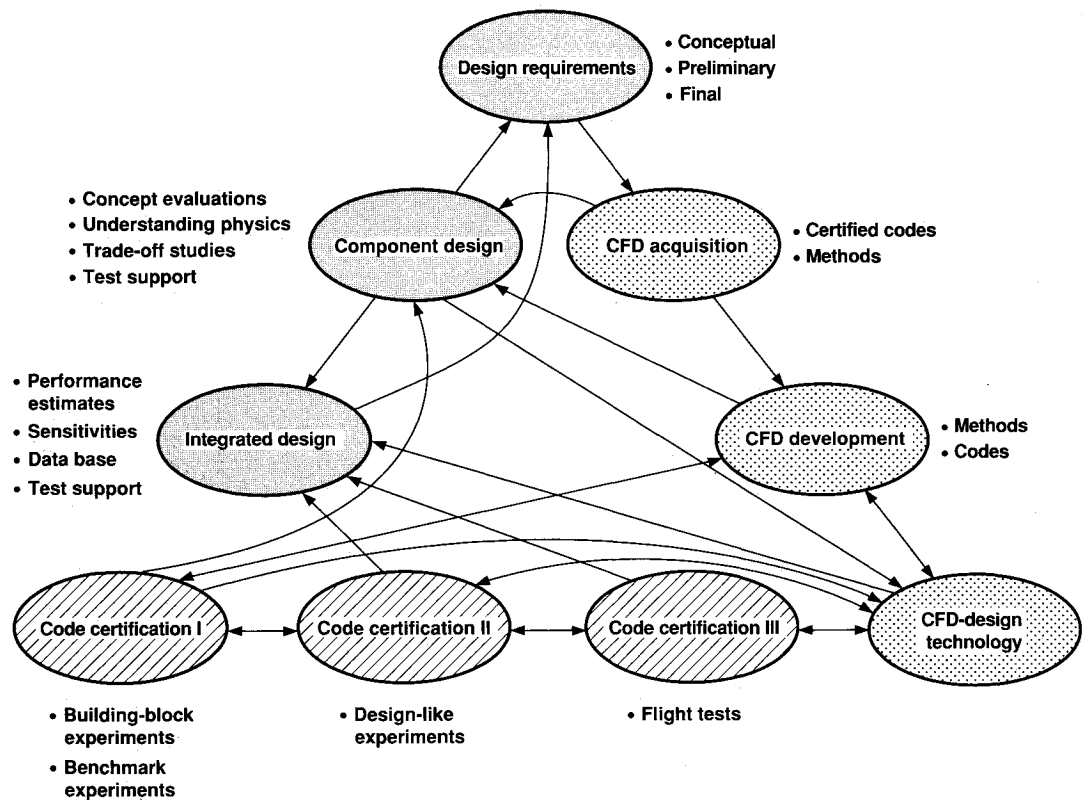 Design requirements
• Conceptual
• Preliminary
• Final
• Concept evaluations
• Understanding physics
• Trade-off studies
• Test support
Component design
CFD acquisition
• Certified codes
• Methods
• Performance
estimates
• Sensitivities
• Data base
• Test support
Integrated design
CFD development
• Methods
• Codes
Code certification I
Code certification II
Code certification III
CFD-design
technology
• Building-block
experiments
• Benchmark
experiments
• Design-like
experiments
• Flight tests